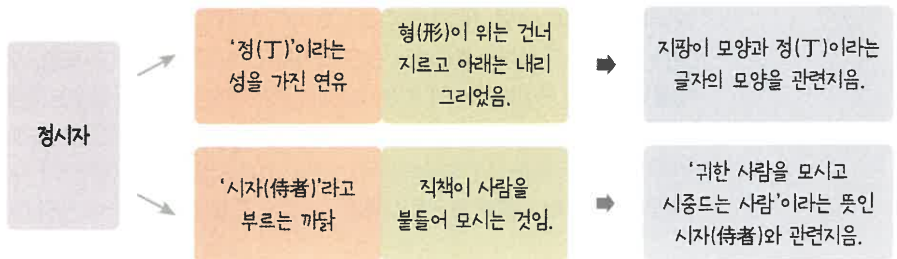 정시자
'정(丁)'이라는
성을 가진 연유
형(形)이 위는 건너
지르고 아래는 내리
그리었음.
지팡이 모양과 정(丁)이라는
글자의 모양을 관련지음.
'시자(侍者)'라고
부르는 까닭
직책이 사람을
붙들어 모시는 것임.
'귀한 사람을 모시고
시중드는 사람'이라는 뜻인
시자(侍者)와 관련지음.